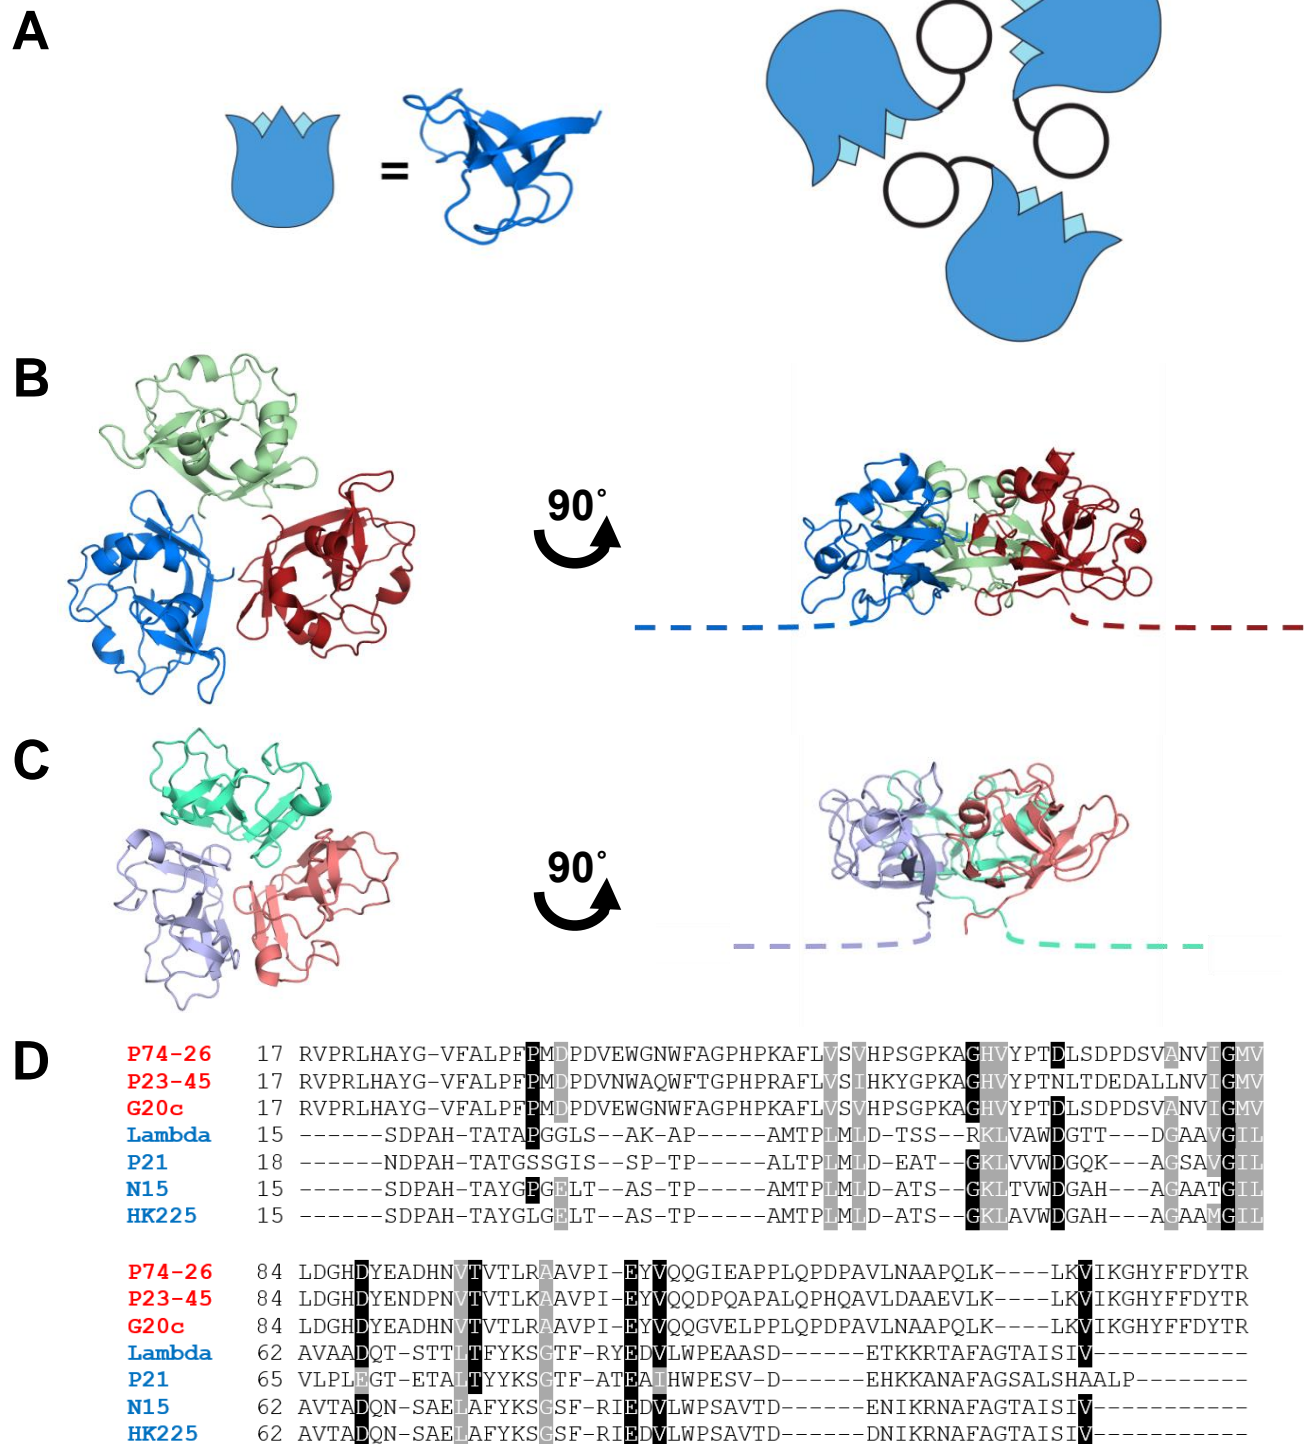 A
=
B
90°
C
90°
D
P74-26 17 RVPRLHAYG-VFALPFPMDPDVEWGNWFAGPHPKAFLVSVHPSGPKAGHVYPTDLSDPDSVANVIGMV
P23-45 17 RVPRLHAYG-VFALPFPMDPDVNWAQWFTGPHPRAFLVSIHKYGPKAGHVYPTNLTDEDALLNVIGMV
G20c 17 RVPRLHAYG-VFALPFPMDPDVEWGNWFAGPHPKAFLVSVHPSGPKAGHVYPTDLSDPDSVANVIGMV
Lambda 15 ------SDPAH-TATAPGGLS--AK-AP-----AMTPLMLD-TSS--RKLVAWDGTT---DGAAVGIL
P21 18 ------NDPAH-TATGSSGIS--SP-TP-----ALTPLMLD-EAT--GKLVVWDGQK---AGSAVGIL
N15 15 ------SDPAH-TAYGPGELT--AS-TP-----AMTPLMLD-ATS--GKLTVWDGAH---AGAATGIL
HK225 15 ------SDPAH-TAYGLGELT--AS-TP-----AMTPLMLD-ATS--GKLAVWDGAH---AGAAMGIL
P74-26 84 LDGHDYEADHNVTVTLRAAVPI-EYVQQGIEAPPLQPDPAVLNAAPQLK----LKVIKGHYFFDYTR
P23-45 84 LDGHDYENDPNVTVTLKAAVPI-EYVQQDPQAPALQPHQAVLDAAEVLK----LKVIKGHYFFDYTR
G20c 84 LDGHDYEADHNVTVTLRAAVPI-EYVQQGVELPPLQPDPAVLNAAPQLK----LKVIKGHYFFDYTR
Lambda 62 AVAADQT-STTLTFYKSGTF-RYEDVLWPEAASD------ETKKRTAFAGTAISIV-----------
P21 65 VLPLEGT-ETALTYYKSGTF-ATEAIHWPESV-D------EHKKANAFAGSALSHAALP--------
N15 62 AVTADQN-SAELAFYKSGSF-RIEDVLWPSAVTD------ENIKRNAFAGTAISIV-----------
HK225 62 AVTADQN-SAELAFYKSGSF-RIEDVLWPSAVTD------DNIKRNAFAGTAISIV-----------